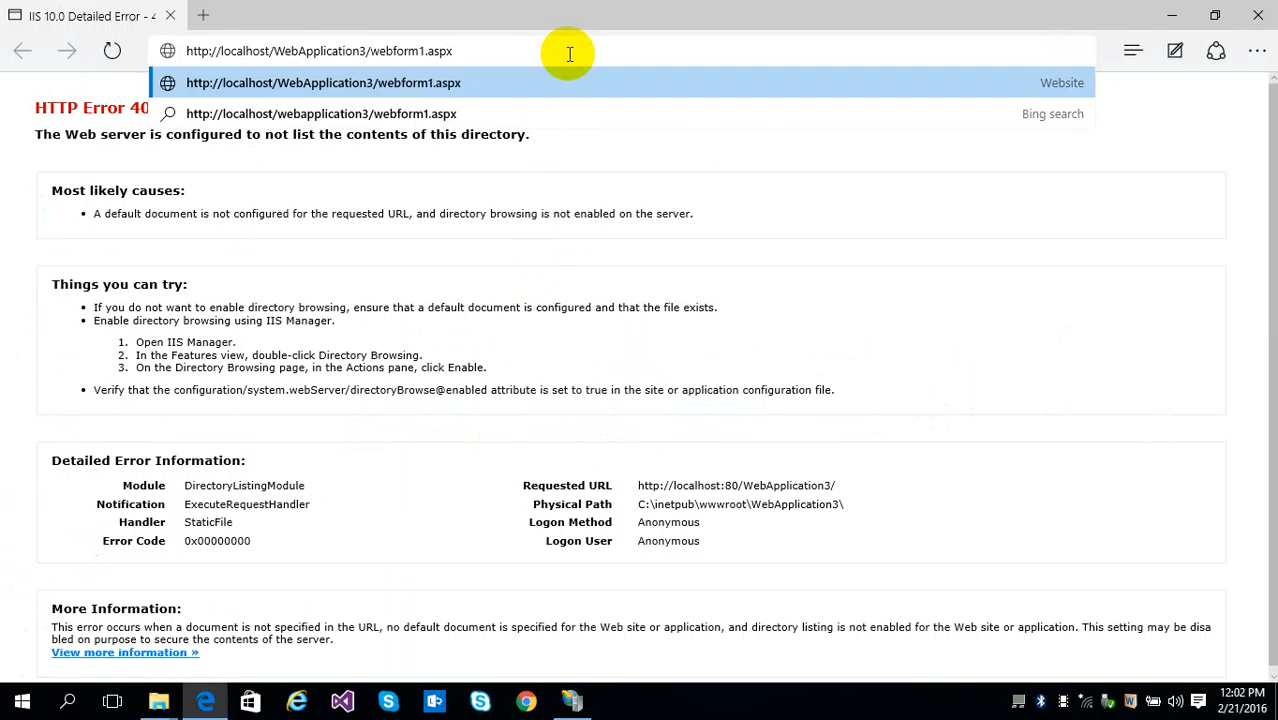 IIS 10.0 Detailed Error - 4
http://localhost/WebApplication3/webform1.aspx
http://localhost/WebApplication3/webform1.aspx Website
http://localhost/webapplication3/webform1.aspx Bing search
HTTP Error 40
The Web server is configured to not list the contents of this directory.
Most likely causes:
• A default document is not configured for the requested URL, and directory browsing is not enabled on the server.
Things you can try:
• If you do not want to enable directory browsing, ensure that a default document is configured and that the file exists.
• Enable directory browsing using IIS Manager.
1. Open IIS Manager.
2. In the Features view, double-click Directory Browsing.
3. On the Directory Browsing page, in the Actions pane, click Enable.
• Verify that the configuration/system.webServer/directoryBrowse@enabled attribute is set to true in the site or application configuration file.
Detailed Error Information:
Module DirectoryListingModule Requested URL http://localhost:80/WebApplication3/
Notification ExecuteRequestHandler Physical Path C:\inetpub\wwwroot\WebApplication3\
Handler StaticFile Logon Method Anonymous
Error Code 0x00000000 Logon User Anonymous
More Information:
This error occurs when a document is not specified in the URL, no default document is specified for the Web site or application, and directory listing is not enabled for the Web site or application. This setting may be disa
bled on purpose to secure the contents of the server.
View more information »
12:02 PM
2/21/2016